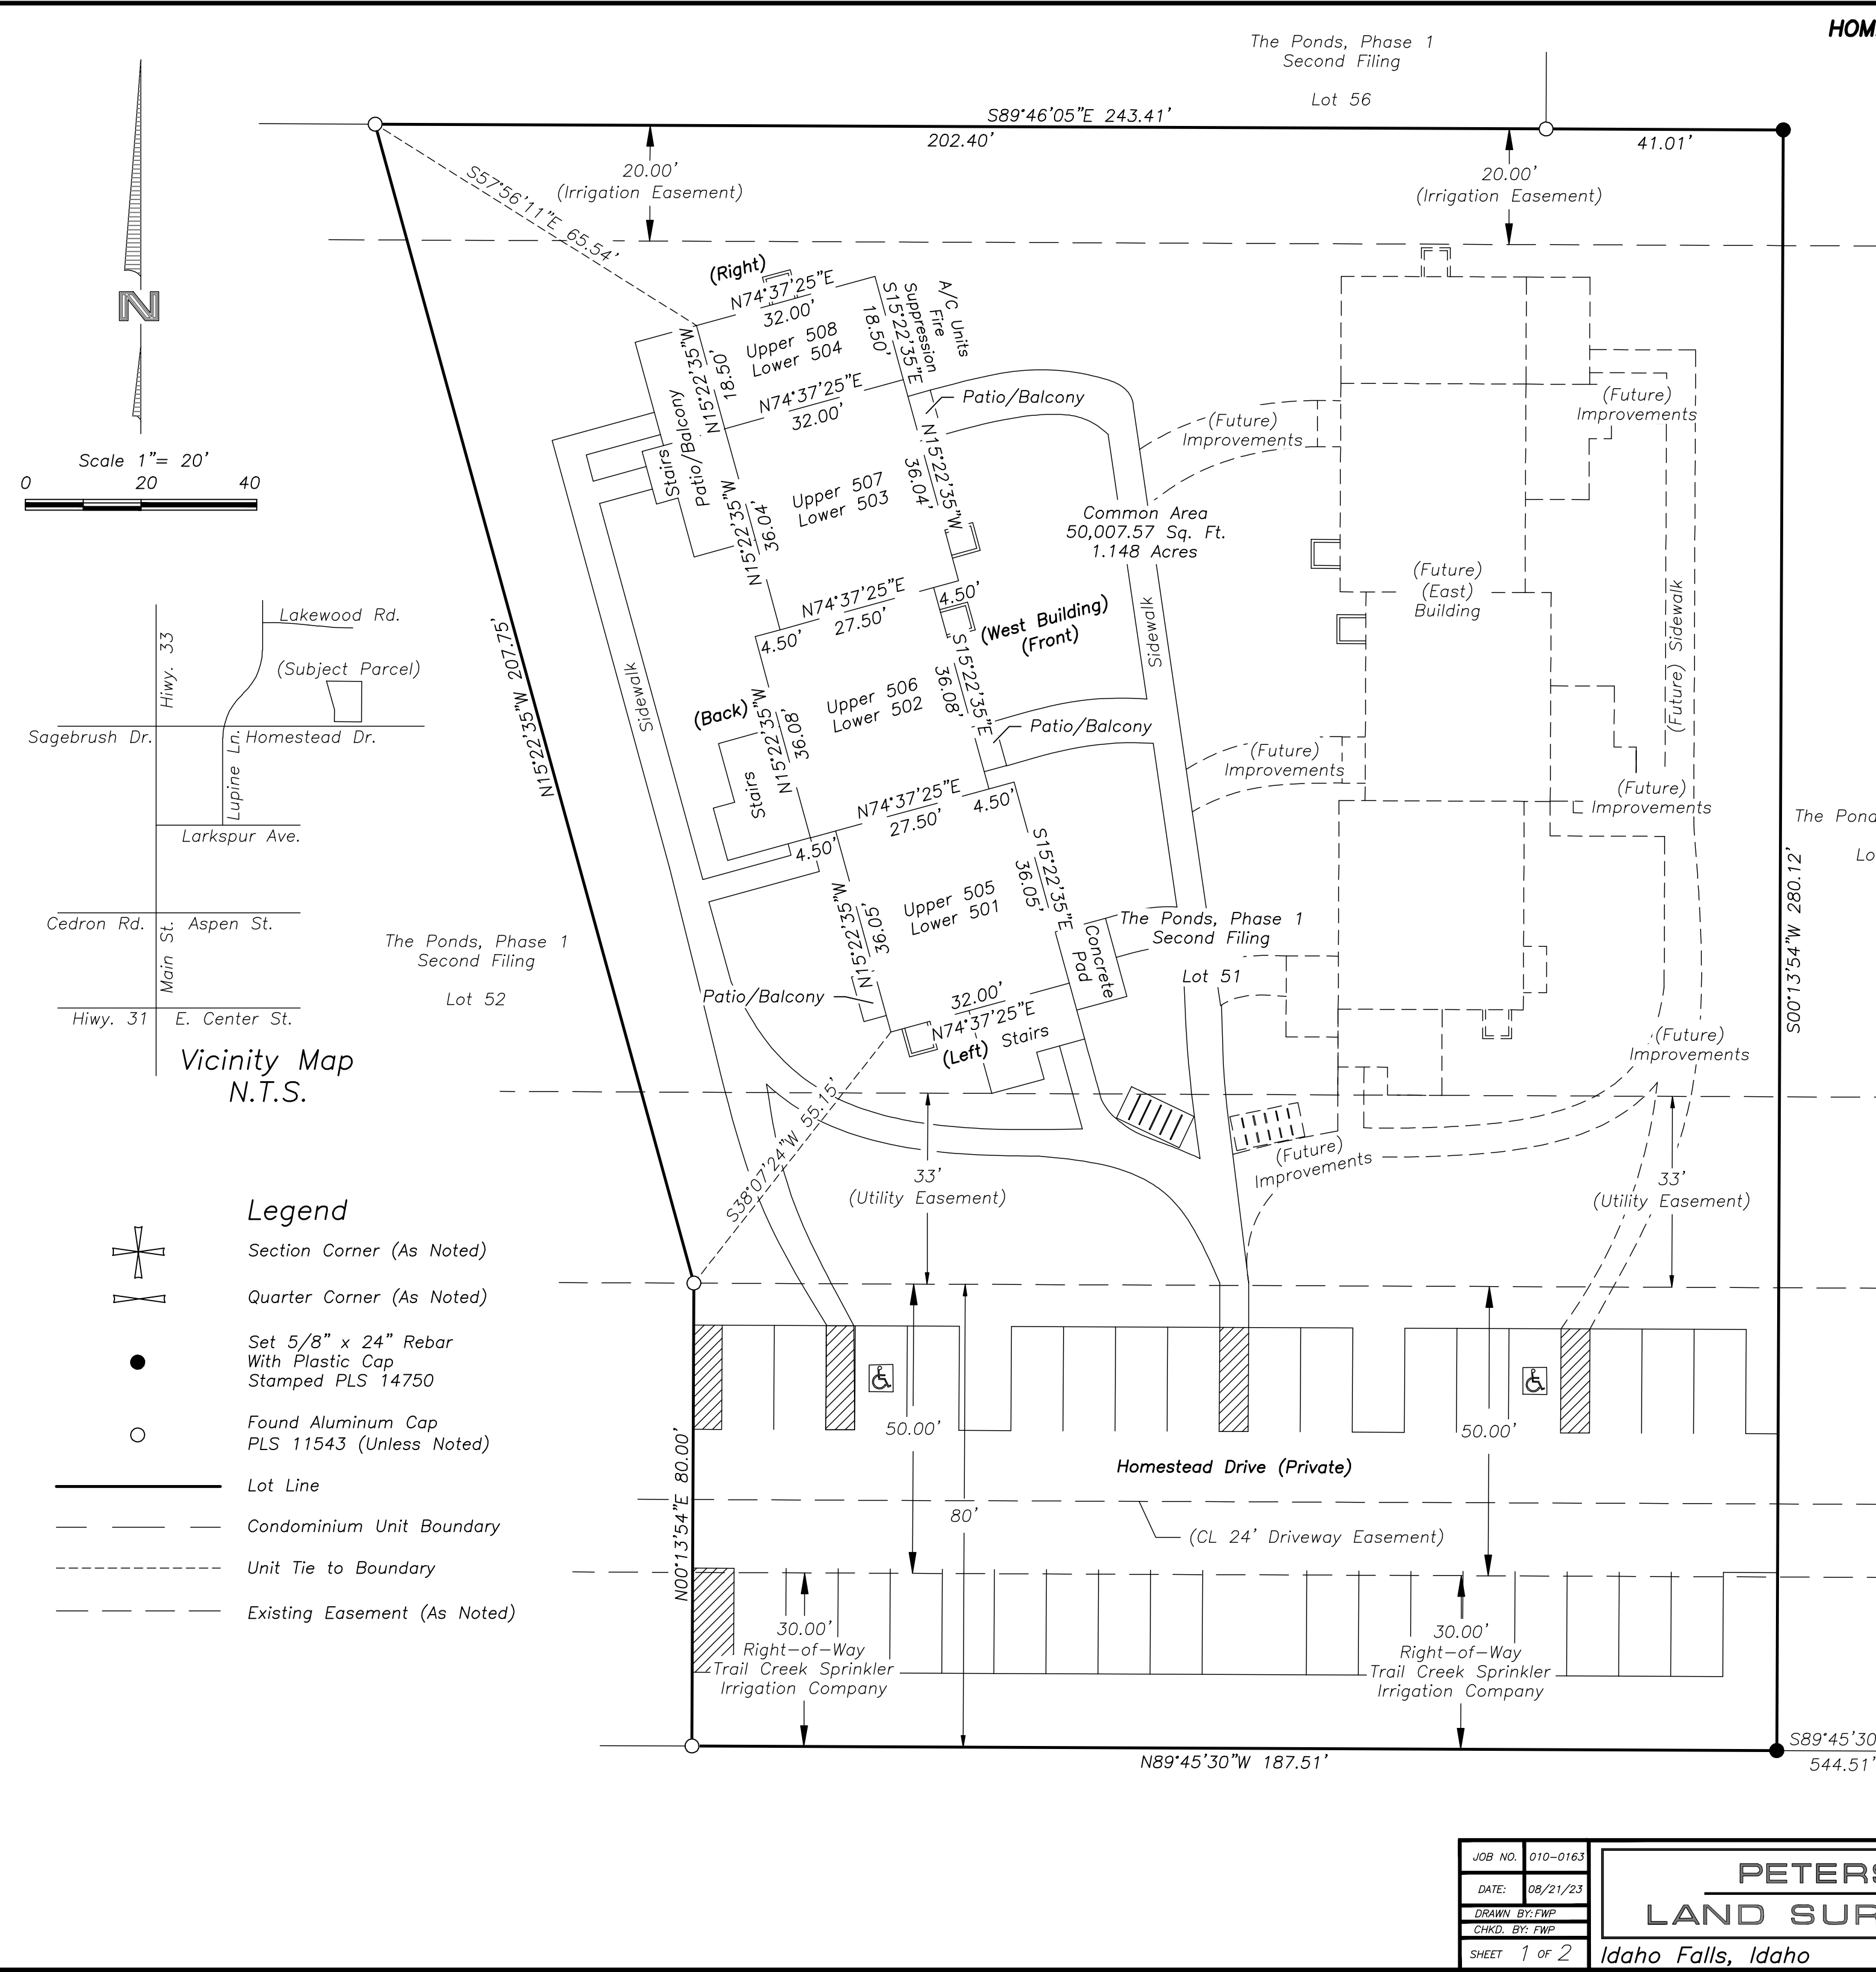 HOM
The Ponds, Phase 1
Second Filing
Lot 56
S89°46'05"E 243.41'
202.40'
41.01'
20.00'
(Irrigation Easement)
20.00'
(Irrigation Easement)
S57°56'11"E 65.54'
N
Scale 1"= 20'
0 20 40
(Right)
N74°37'25"E
32.00'
Upper 508
Lower 504
A/C Units
Fire
Suppression
S15°22'35"E
18.50'
N15°22'35"W
18.50'
N74°37'25"E
32.00'
Patio/Balcony
Stairs
Patio/Balcony
N15°22'35"W
36.04'
Upper 507
Lower 503
N15°22'35"W
36.04'
N74°37'25"E
27.50'
4.50'
4.50'
(West Building)
(Front)
Common Area
50,007.57 Sq. Ft.
1.148 Acres
Sidewalk
(Future)
Improvements
(Future)
Improvements
(Future)
(East)
Building
(Future) Sidewalk
(Back)
Stairs
N15°22'35"W
36.08'
Upper 506
Lower 502
S15°22'35"E
36.08'
Patio/Balcony
(Future)
Improvements
(Future)
Improvements
N74°37'25"E
27.50'
4.50'
4.50'
Sidewalk
N15°22'35"W 207.75'
N15°22'35"W
36.05'
Upper 505
Lower 501
S15°22'35"E
36.05'
Concrete
Pad
The Ponds, Phase 1
Second Filing
Lot 51
Patio/Balcony
32.00'
N74°37'25"E
(Left)
Stairs
The Ponds, Phase 1
Second Filing
Lot 52
The Pond
Lo
S00°13'54"W 280.12'
(Future)
Improvements
(Future)
Improvements
S38°07'24"W 55.15'
33'
(Utility Easement)
33'
(Utility Easement)
Lakewood Rd.
Hiwy. 33
(Subject Parcel)
Sagebrush Dr.
Homestead Dr.
Lupine Ln.
Larkspur Ave.
Cedron Rd.
Aspen St.
Main St.
Hiwy. 31
E. Center St.
Vicinity Map
N.T.S.
Legend
Section Corner (As Noted)
Quarter Corner (As Noted)
Set 5/8" x 24" Rebar
With Plastic Cap
Stamped PLS 14750
Found Aluminum Cap
PLS 11543 (Unless Noted)
Lot Line
Condominium Unit Boundary
Unit Tie to Boundary
Existing Easement (As Noted)
N00°13'54"E 80.00'
50.00'
50.00'
Homestead Drive (Private)
80'
(CL 24' Driveway Easement)
30.00'
Right-of-Way
Trail Creek Sprinkler
Irrigation Company
30.00'
Right-of-Way
Trail Creek Sprinkler
Irrigation Company
N89°45'30"W 187.51'
S89°45'30
544.51'
JOB NO. 010-0163
DATE: 08/21/23
DRAWN BY: FWP
CHKD. BY: FWP
SHEET 1 OF 2
PETERS
LAND SUR
Idaho Falls, Idaho